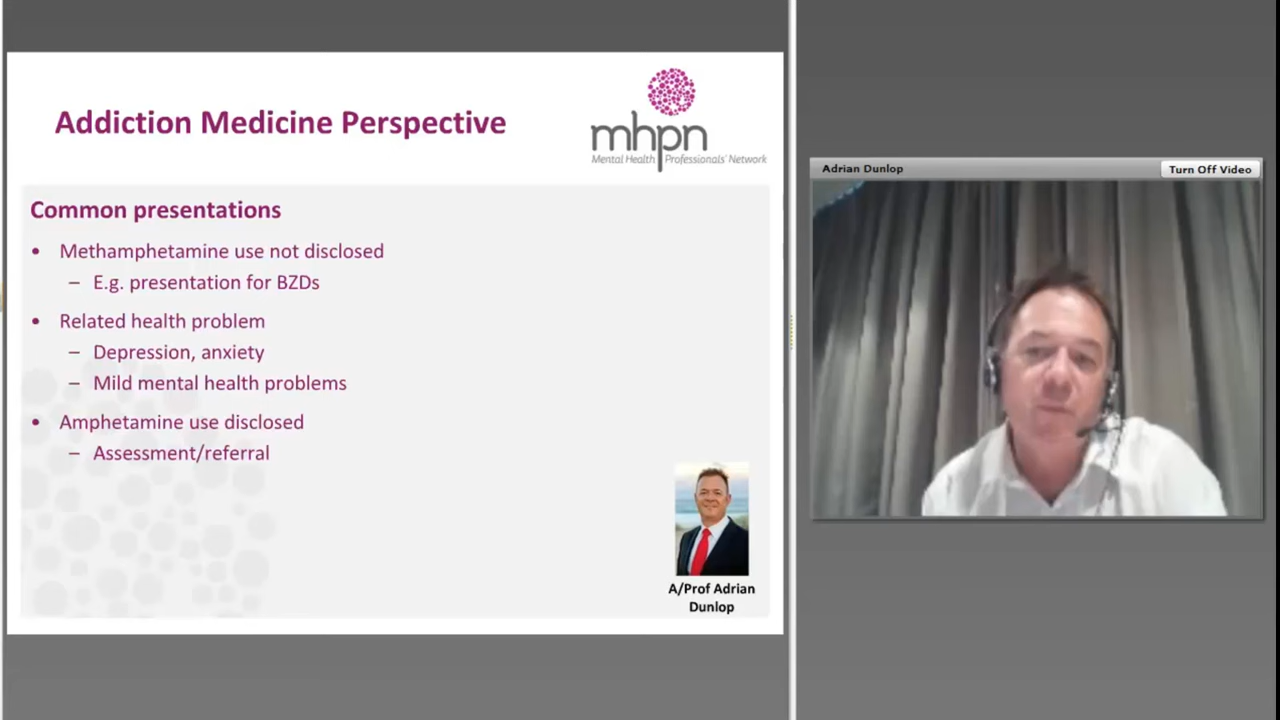 Addiction Medicine Perspective
mhpn
Mental Health Professionals' Network
Common presentations
• Methamphetamine use not disclosed
– E.g. presentation for BZDs
• Related health problem
– Depression, anxiety
– Mild mental health problems
• Amphetamine use disclosed
– Assessment/referral
A/Prof Adrian
Dunlop
Adrian Dunlop
Turn Off Video